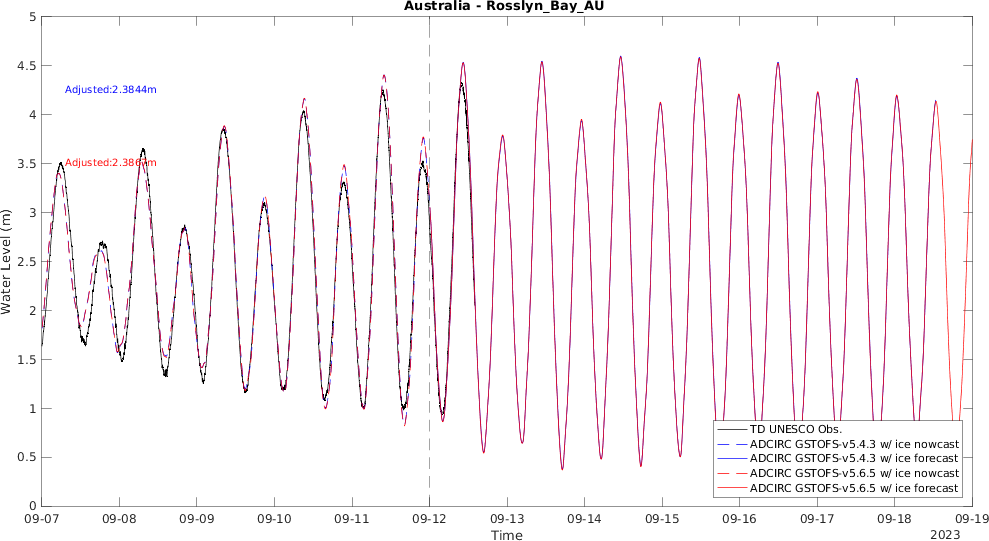 Australia - Rosslyn_Bay_AU
5
4.5
4
3.5
3
2.5
2
1.5
1
0.5
0
Water Level (m)
Adjusted:2.3844m
TD UNESCO Obs.
ADCIRC GSTOFS-v5.4.3 w/ ice nowcast
ADCIRC GSTOFS-v5.4.3 w/ ice forecast
ADCIRC GSTOFS-v5.6.5 w/ ice nowcast
ADCIRC GSTOFS-v5.6.5 w/ ice forecast
09-07 09-08 09-09 09-10 09-11 09-12 09-13 09-14 09-15 09-16 09-17 09-18 09-19
Time
2023